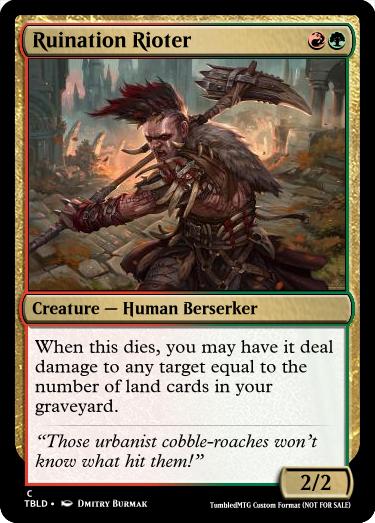 Ruination Rioter
Creature — Human Berserker
When this dies, you may have it deal
damage to any target equal to the
number of land cards in your
graveyard.
“Those urbanist cobble-roaches won’t
know what hit them!”
2/2
C
TBLD • Dmitry Burmak
TumbledMTG Custom Format (NOT FOR SALE)